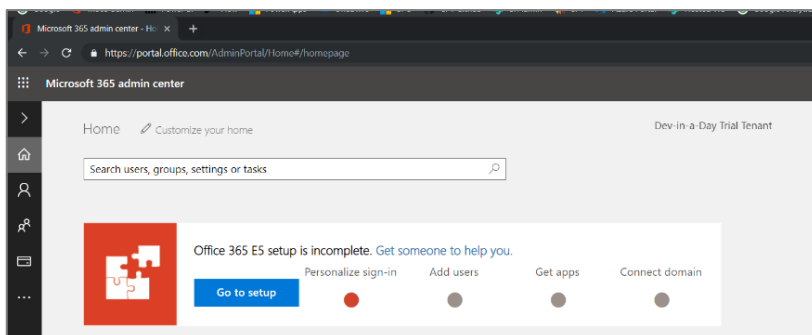 Microsoft 365 admin center - Ho
https://portal.office.com/AdminPortal/Home#/homepage
Microsoft 365 admin center
Home Customize your home Dev-in-a-Day Trial Tenant
Search users, groups, settings or tasks
Office 365 E5 setup is incomplete. Get someone to help you.
Personalize sign-in Add users Get apps Connect domain
Go to setup